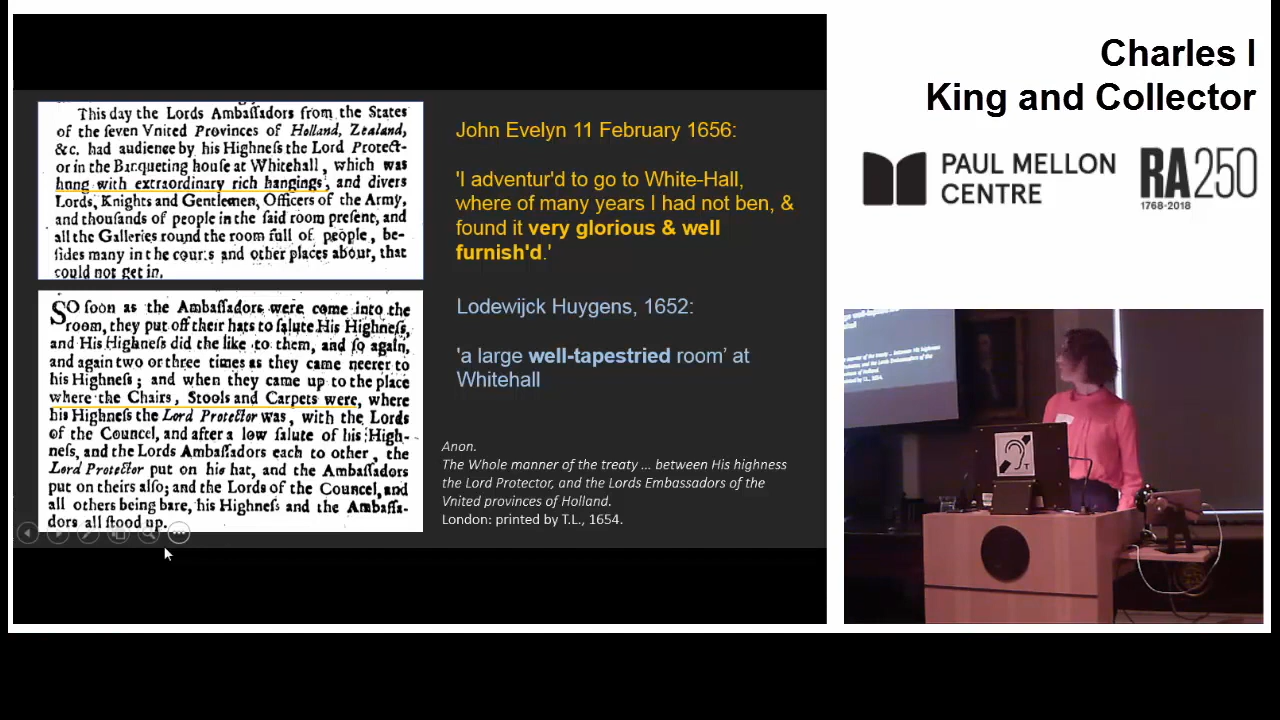 This day the Lords Ambaſſadors from the States
of the ſeven Vnited Provinces of Holland, Zealand,
&c. had audience by his Highneſs the Lord Protect-
or in the Banqueting houſe at Whitehall, which was
hung with extraordinary rich hangings, and divers
Lords, Knights and Gentlemen, Officers of the Army,
and thouſands of people in the ſaid room preſent, and
all the Galleries round the room full of people, be-
ſides many in the courts and other places about, that
could not get in.
SO ſoon as the Ambaſſadors were come into the
room, they put off their hats to ſalute His Highneſs,
and His Highneſs did the like to them, and ſo again,
and again two or three times as they came neerer to
his Highneſs; and when they came up to the place
where the Chairs, Stools and Carpets were, where
his Highneſs the Lord Protector was, with the Lords
of the Councel, and after a low ſalute of his High-
neſs, and the Lords Ambaſſadors each to other, the
Lord Protector put on his hat, and the Ambaſſadors
put on theirs alſo; and the Lords of the Councel, and
all others being bare, his Highneſs and the Ambaſſa-
dors all ſtood up.
John Evelyn 11 February 1656:
'I adventur'd to go to White-Hall,
where of many years I had not ben, &
found it very glorious & well
furnish'd.'
Lodewijck Huygens, 1652:
'a large well-tapestried room’ at
Whitehall
Anon.
The Whole manner of the treaty ... between His highness
the Lord Protector, and the Lords Embassadors of the
Vnited provinces of Holland.
London: printed by T.L., 1654.
Charles I
King and Collector
PAUL MELLON
CENTRE
RA250
1768-2018
T